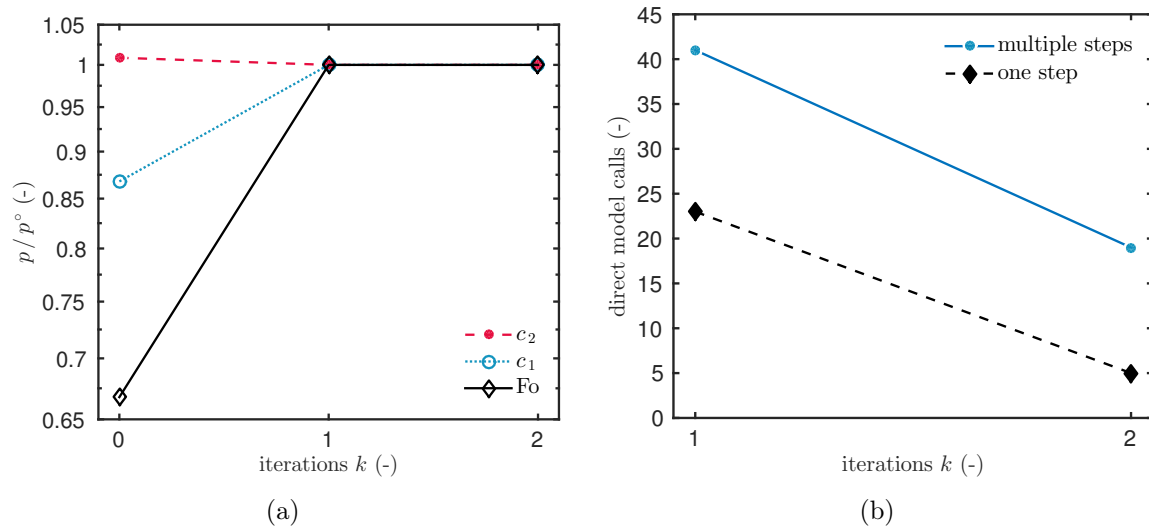 1.05
1
0.95
0.9
0.85
0.8
0.75
0.7
0.65
p/p° (-)
0 1 2
iterations k (-)
c₂
c₁
Fo
(a)
45
40
35
30
25
20
15
10
5
0
direct model calls (-)
1 2
iterations k (-)
multiple steps
one step
(b)